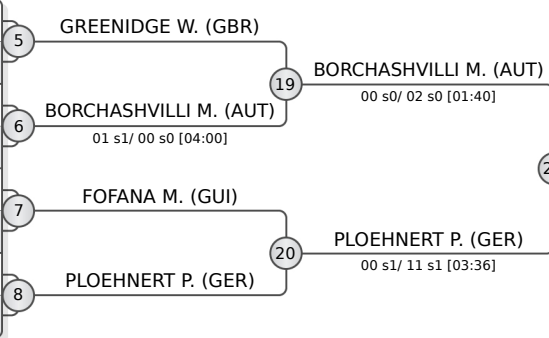 GREENIDGE W. (GBR)
5
19
BORCHASHVILLI M. (AUT)
00 s0/ 02 s0 [01:40]
BORCHASHVILLI M. (AUT)
6
01 s1/ 00 s0 [04:00]
FOFANA M. (GUI)
7
20
PLOEHNERT P. (GER)
00 s1/ 11 s1 [03:36]
PLOEHNERT P. (GER)
8